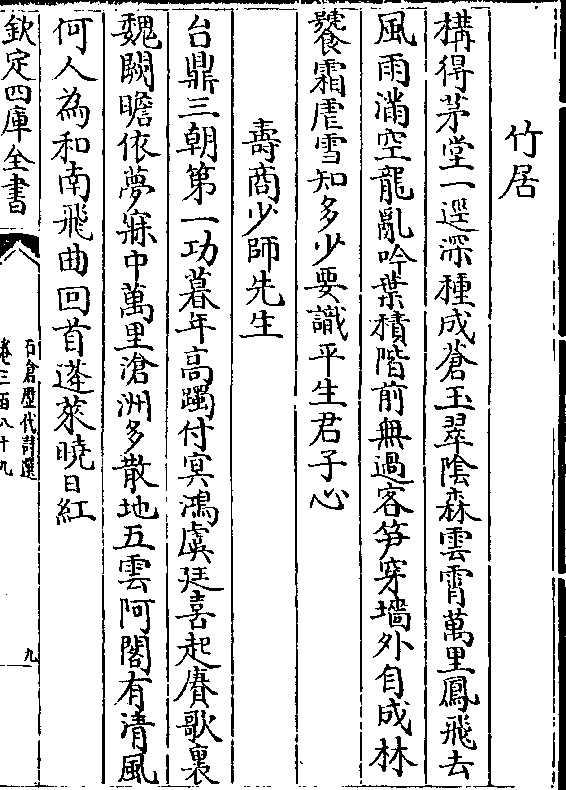 竹居
構得茅堂一逕深種成蒼玉翠陰森雲霄萬里鳳飛去
風雨滿空龍亂吟葉積階前無過客笋穿墻外自成林
饕霜虐雪知多少要識平生君子心
壽商少師先生
台鼎三朝第一功暮年高躅付冥鴻虞廷喜起賡歌裏
魏闕瞻依夢寐中萬里滄洲多散地五雲阿閣有清風
何人為和南飛曲回首蓬萊曉日紅
欽定四庫全書
石倉歷代詩選
卷三百八十九
九